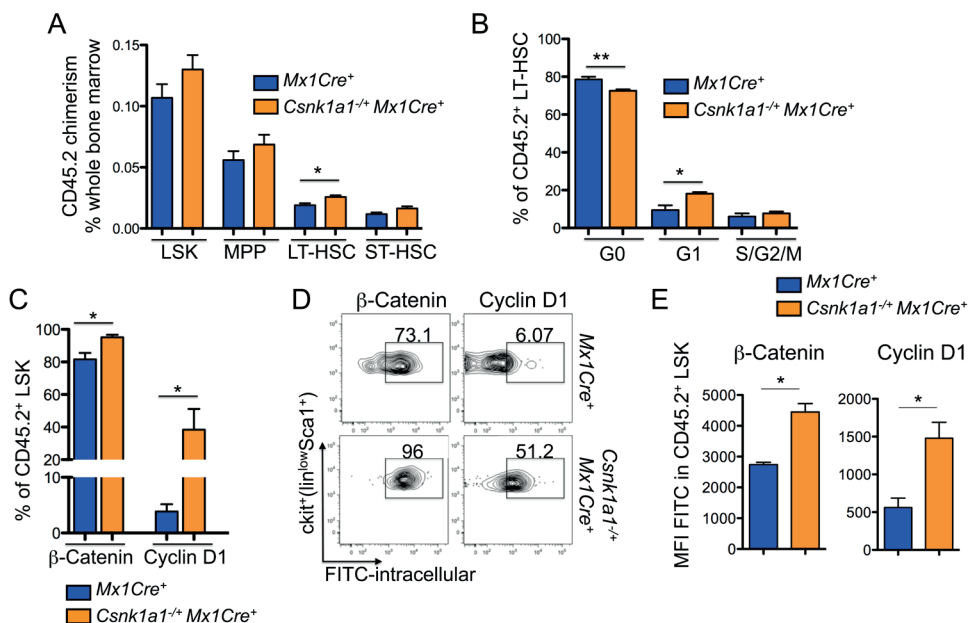 A
CD45.2 chimerism
% whole bone marrow
0.15
0.10
0.05
0.00
Mx1Cre+
Csnk1a1-/+ Mx1Cre+
*
LSK MPP LT-HSC ST-HSC
B
% of CD45.2+ LT-HSC
100
80
60
40
20
0
**
*
Mx1Cre+
Csnk1a1-/+ Mx1Cre+
G0 G1 S/G2/M
C
% of CD45.2+ LSK
100
80
60
40
5
0
*
*
β-Catenin Cyclin D1
Mx1Cre+
Csnk1a1-/+ Mx1Cre+
D
β-Catenin Cyclin D1
73.1 6.07
Mx1Cre+
96 51.2
Csnk1a1-/+
Mx1Cre+
ckit+(linlowSca1+)
FITC-intracellular
E
Mx1Cre+
Csnk1a1-/+ Mx1Cre+
β-Catenin Cyclin D1
MFI FITC in CD45.2+ LSK
5000
4000
3000
2000
1000
0
*
2000
1500
1000
500
0
*